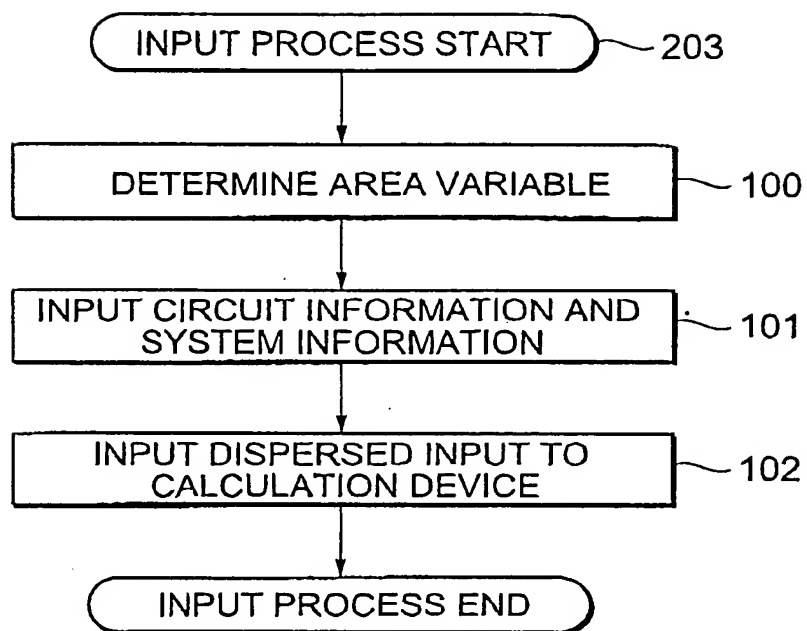 INPUT PROCESS START
203
DETERMINE AREA VARIABLE
100
INPUT CIRCUIT INFORMATION AND
SYSTEM INFORMATION
101
INPUT DISPERSED INPUT TO
CALCULATION DEVICE
102
INPUT PROCESS END